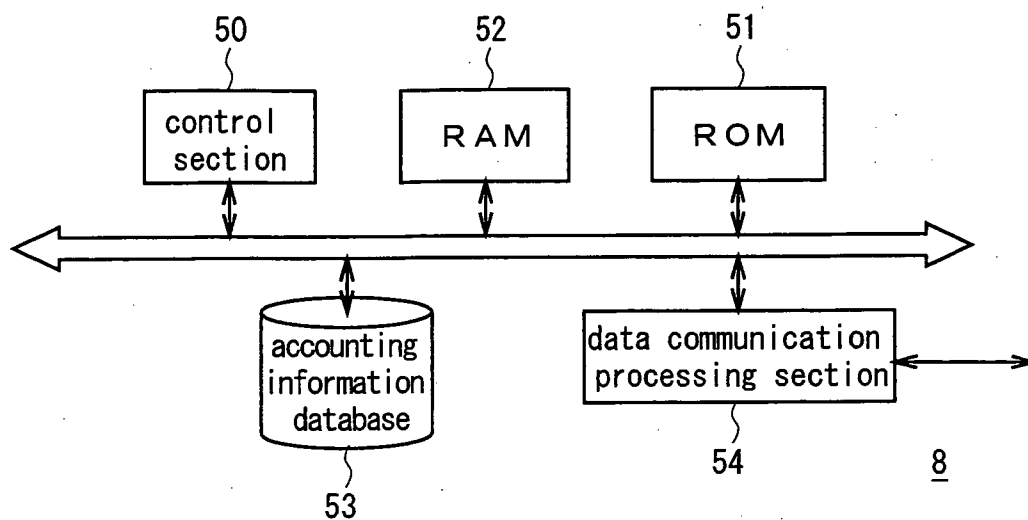 50
52
51
control
section
RAM
ROM
accounting
information
database
data communication
processing section
53
54
8